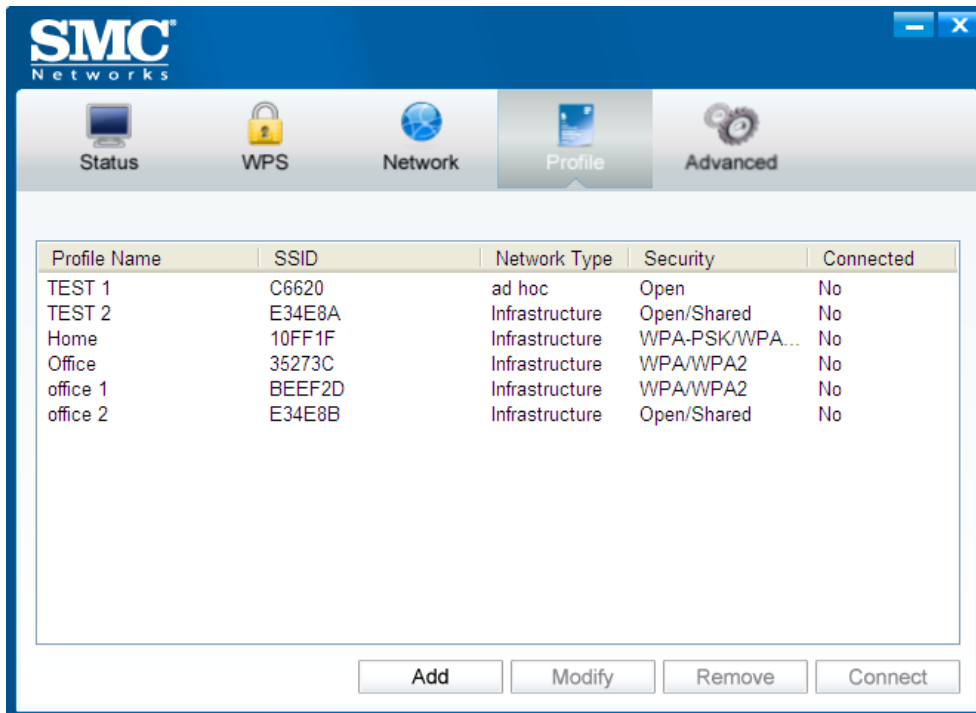 SMC®
Networks
Status WPS Network Profile Advanced
Profile Name SSID Network Type Security Connected
TEST 1 C6620 ad hoc Open No
TEST 2 E34E8A Infrastructure Open/Shared No
Home 10FF1F Infrastructure WPA-PSK/WPA... No
Office 35273C Infrastructure WPA/WPA2 No
office 1 BEEF2D Infrastructure WPA/WPA2 No
office 2 E34E8B Infrastructure Open/Shared No
Add Modify Remove Connect